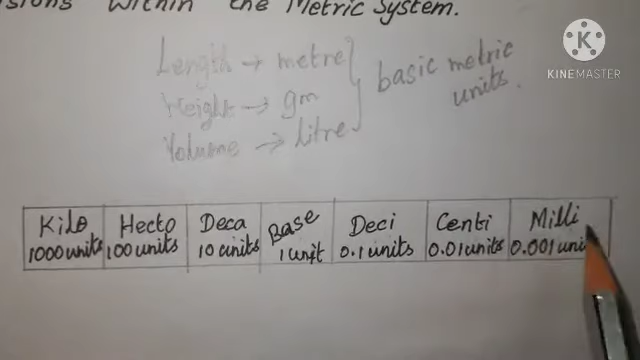 sions Within the Metric System.
Length → metre
Weight → gm
Volume → litre
basic metric
units.
K
KINEMASTER
Kilo Hecto Deca Base Deci Centi Milli
1000 units 100 units 10 units 1 unit 0.1 units 0.01 units 0.001 uni